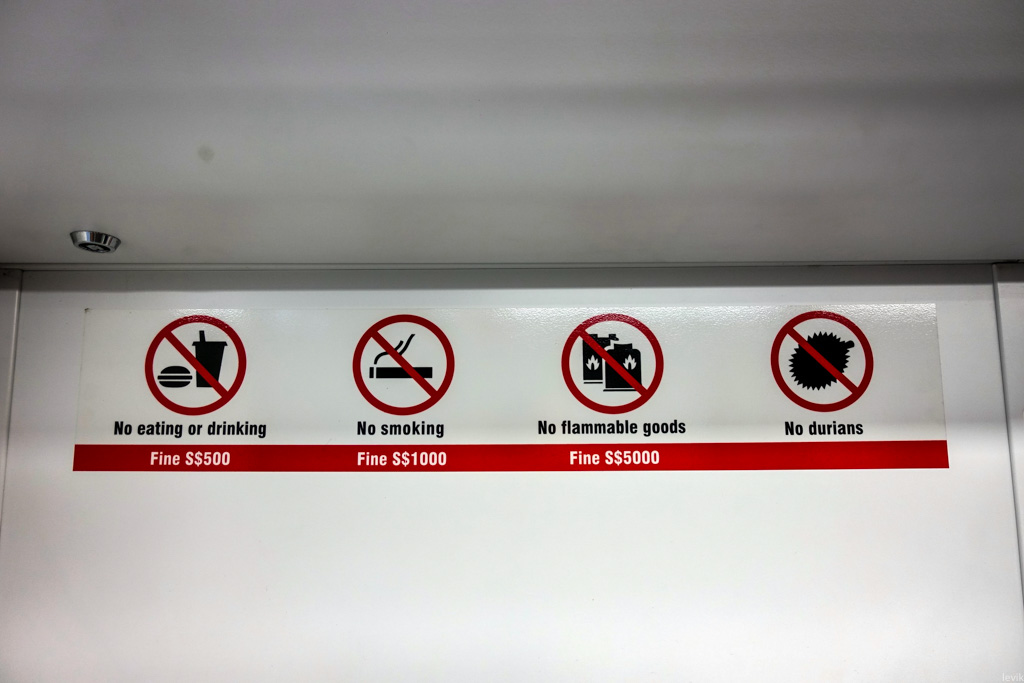 No eating or drinking
Fine S$500
No smoking
Fine S$1000
No flammable goods
Fine S$5000
No durians
levik